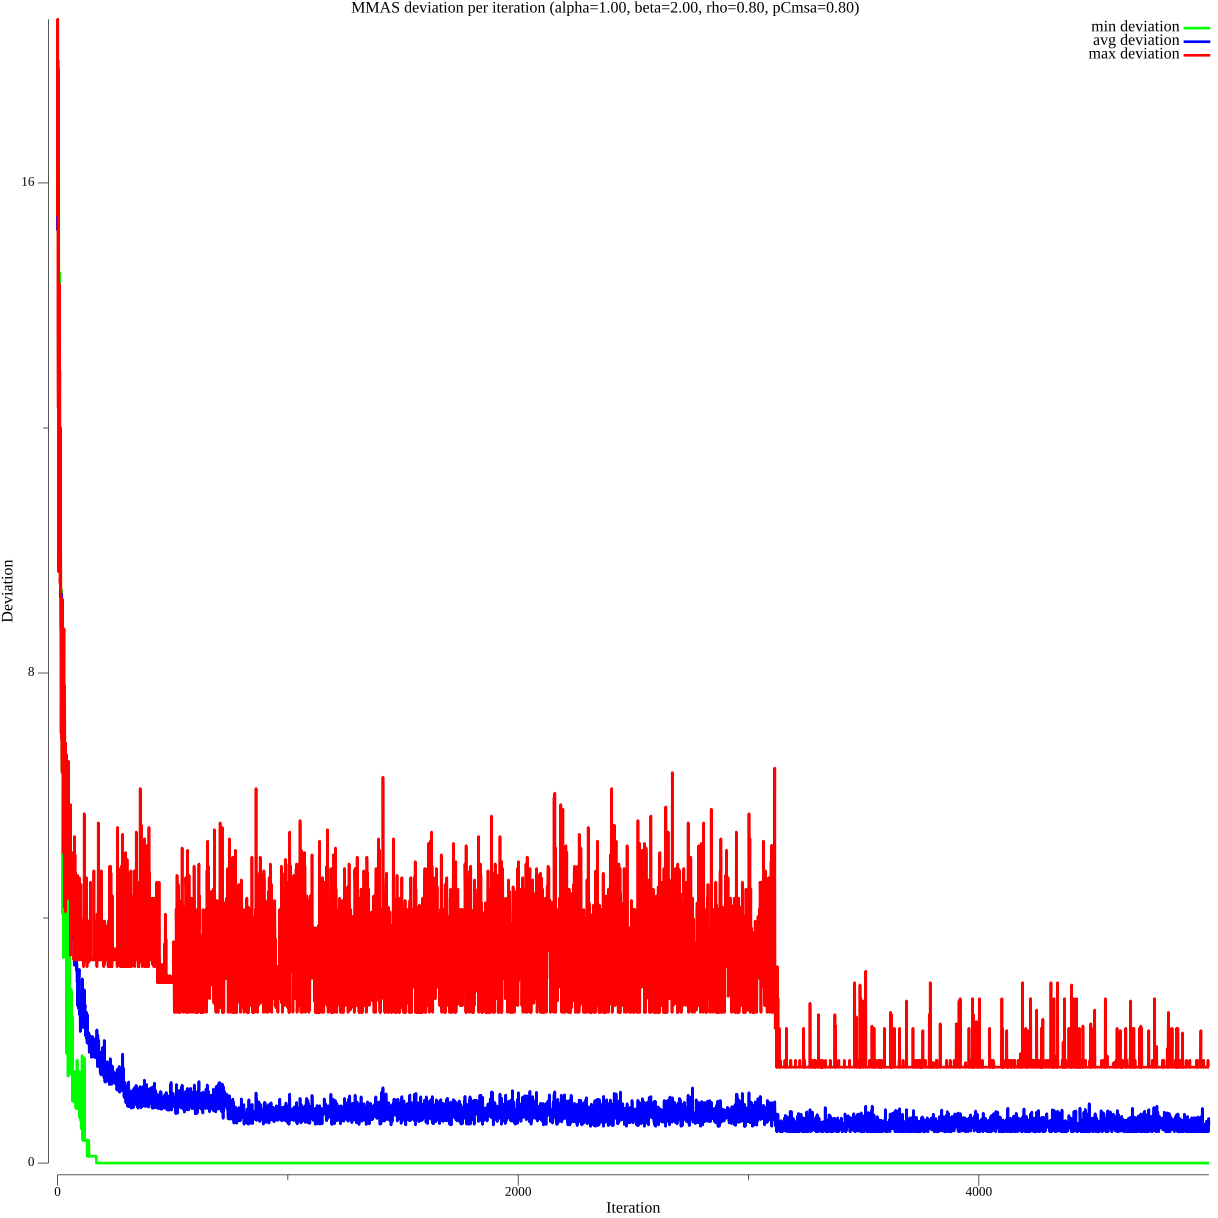 MMAS deviation per iteration (alpha=1.00, beta=2.00, rho=0.80, pCmsa=0.80)
min deviation
avg deviation
max deviation
16
8
0
Deviation
0 2000 4000
Iteration